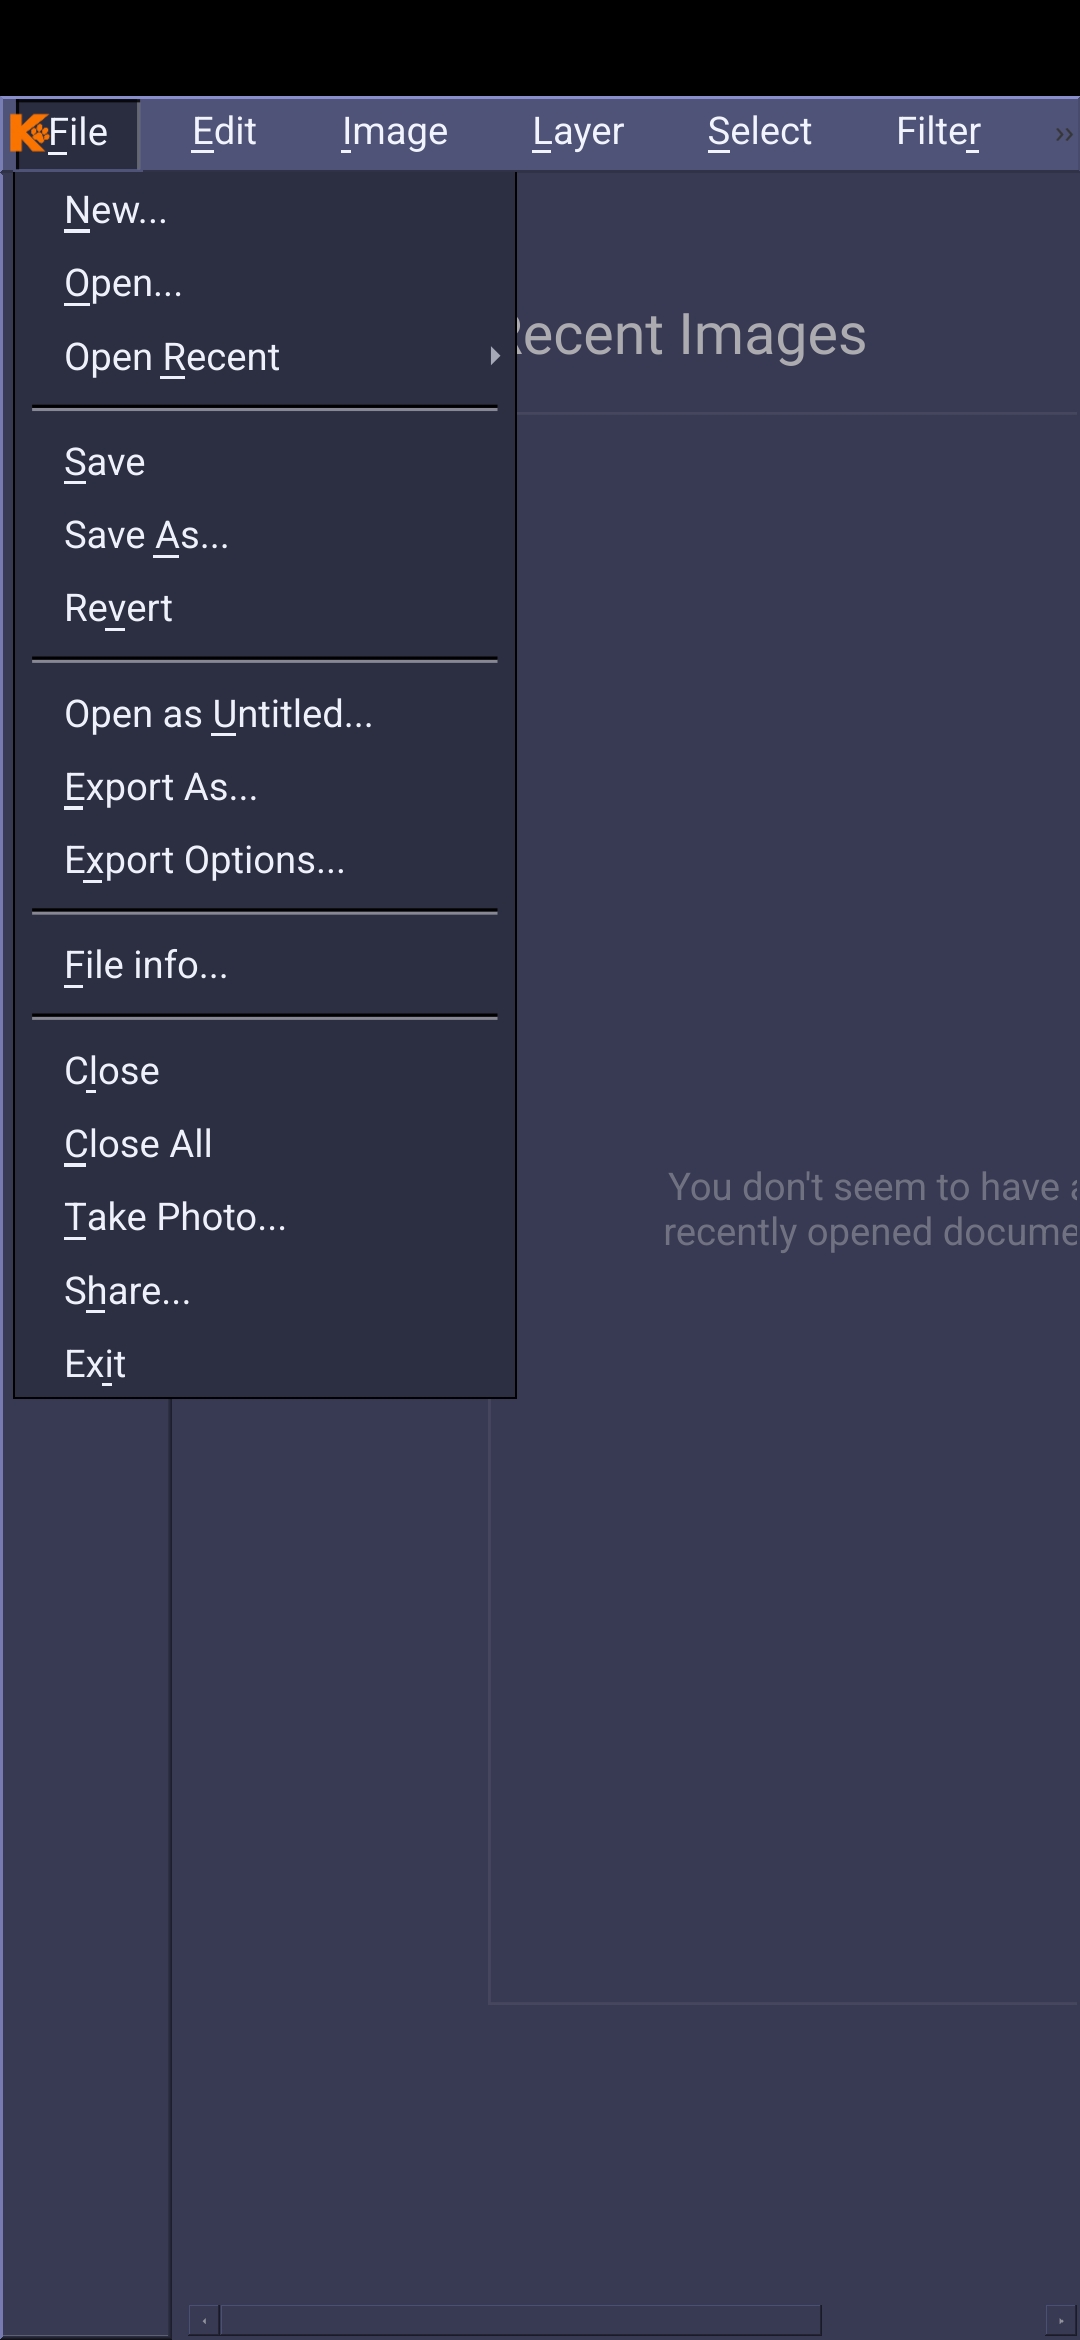 File Edit Image Layer Select Filter
New...
Open...
Open Recent
Recent Images
Save
Save As...
Revert
Open as Untitled...
Export As...
Export Options...
File info...
Close
Close All
You don't seem to have
recently opened docume
Take Photo...
Share...
Exit